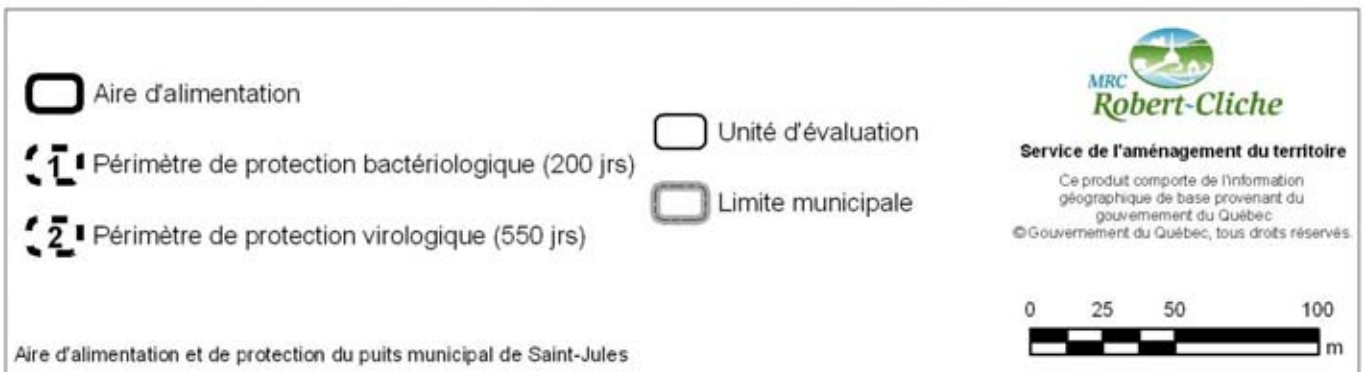 Aire d'alimentation
1 Périmètre de protection bactériologique (200 jrs)
2 Périmètre de protection virologique (550 jrs)
Unité d'évaluation
Limite municipale
MRC
Robert-Cliche
Service de l'aménagement du territoire
Ce produit comporte de l'information
géographique de base provenant du
gouvernement du Québec
©Gouvernement du Québec, tous droits réservés.
0 25 50 100
m
Aire d'alimentation et de protection du puits municipal de Saint-Jules